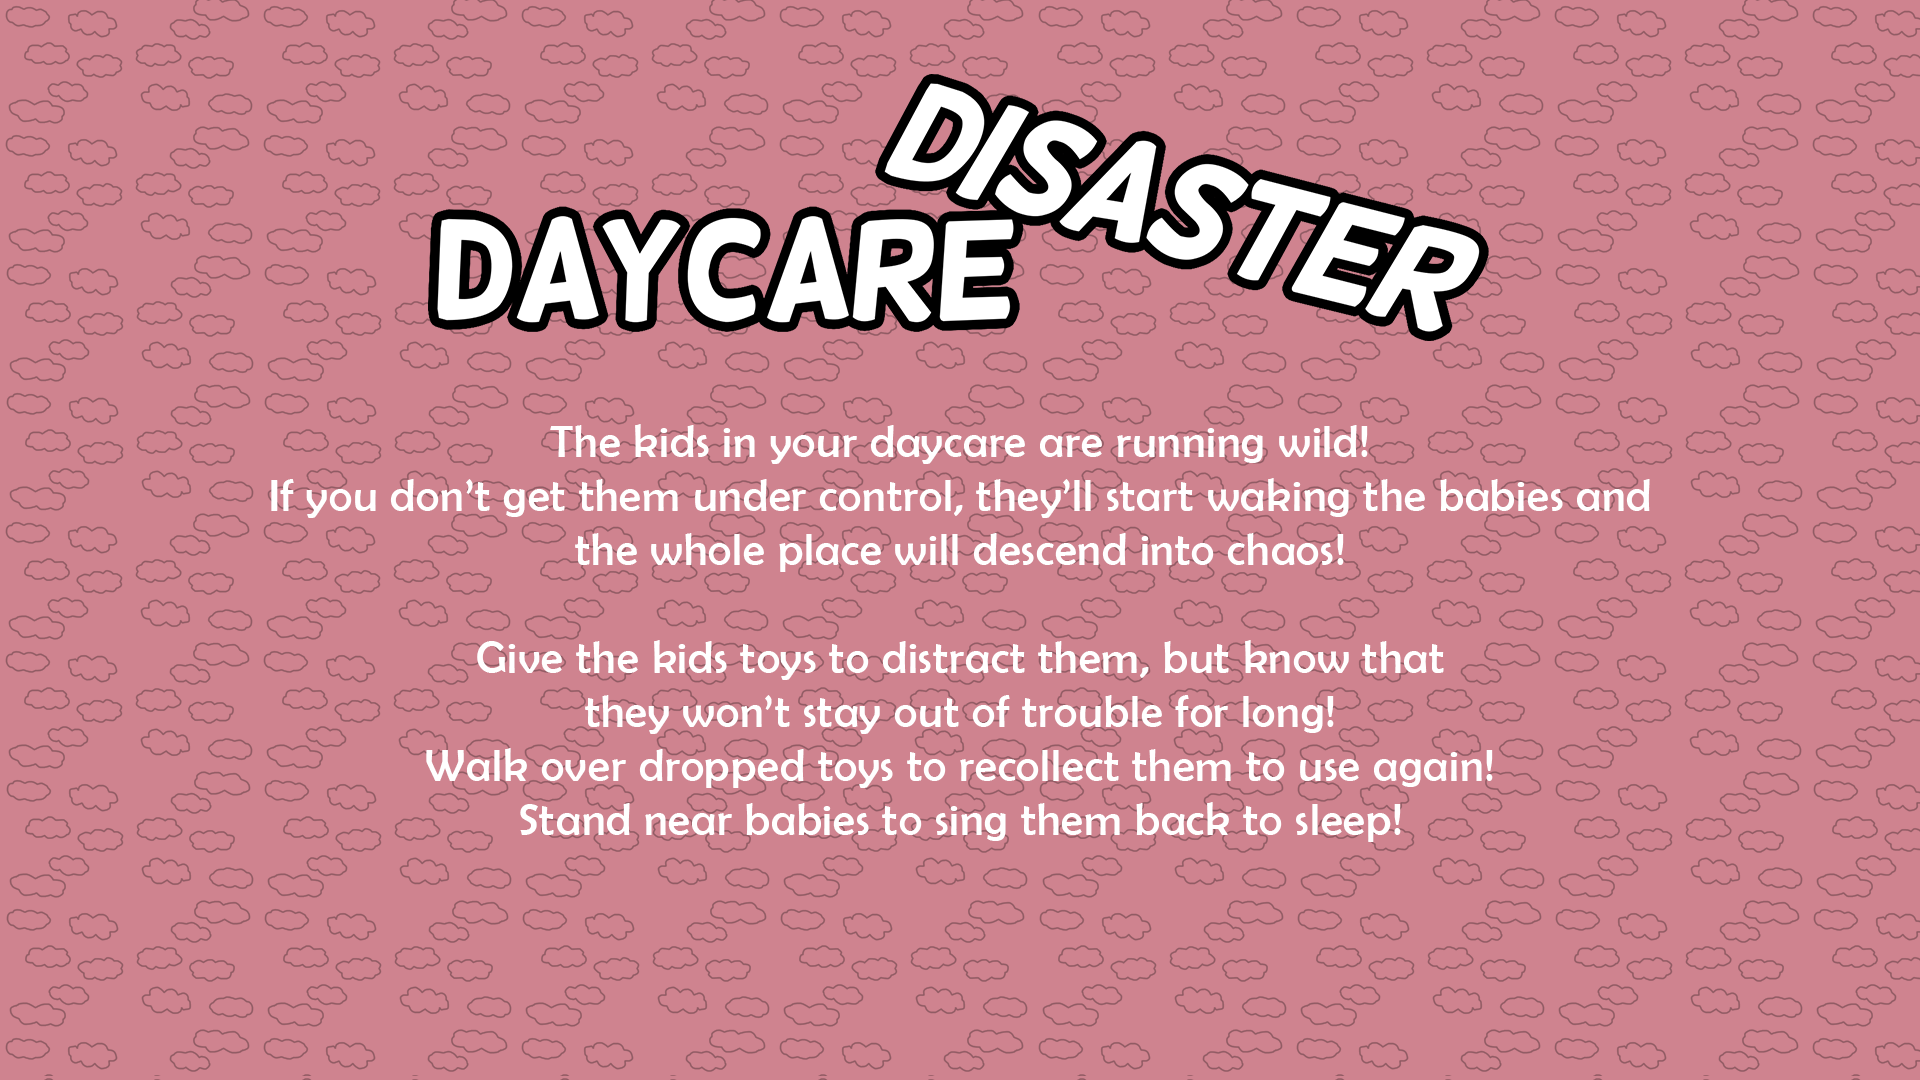 DAYCARE DISASTER
The kids in your daycare are running wild!
If you don’t get them under control, they’ll start waking the babies and
the whole place will descend into chaos!
Give the kids toys to distract them, but know that
they won’t stay out of trouble for long!
Walk over dropped toys to recollect them to use again!
Stand near babies to sing them back to sleep!